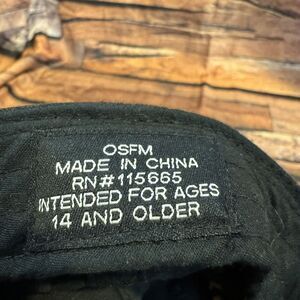 OSFM
MADE IN CHINA
RN#115665
INTENDED FOR AGES
14 AND OLDER